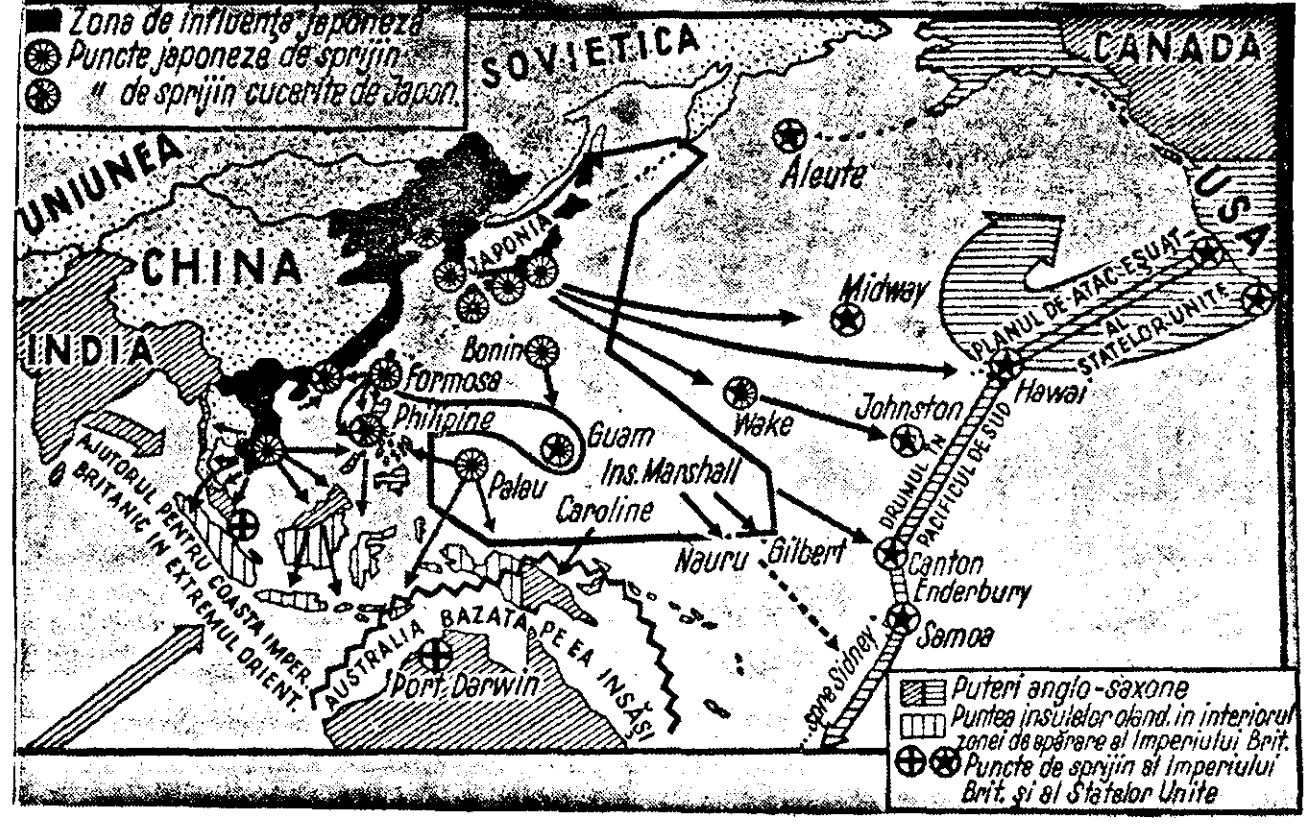 Zona de influența japoneză
Puncte japoneze de sprijin
" de sprijin cucerite de Japon.
UNIUNEA
SOVIETICA
CANADA
USA
CHINA
INDIA
JAPONIA
Aleute
Midway
Hawai
PLANUL DE ATAC EȘUAT
AL
STATELOR UNITE
Bonin
Formosa
Philipine
Wake
Johnston
Guam
Palau
Ins. Marshall
Caroline
DRUMUL IN
PACIFICUL DE SUD
Nauru
Gilbert
Canton
Enderbury
Samoa
spre Sidney
AJUTORUL PENTRU COASTA IMPER.
BRITANIC IN EXTREMUL ORIENT.
AUSTRALIA BAZATA PE EA INSĂȘI
Port Darwin
Puteri anglo-saxone
Puntea insulelor oland. in interiorul
zonei de apărare al Imperiului Brit.
Puncte de sprijin al Imperiului
Brit. și al Statelor Unite